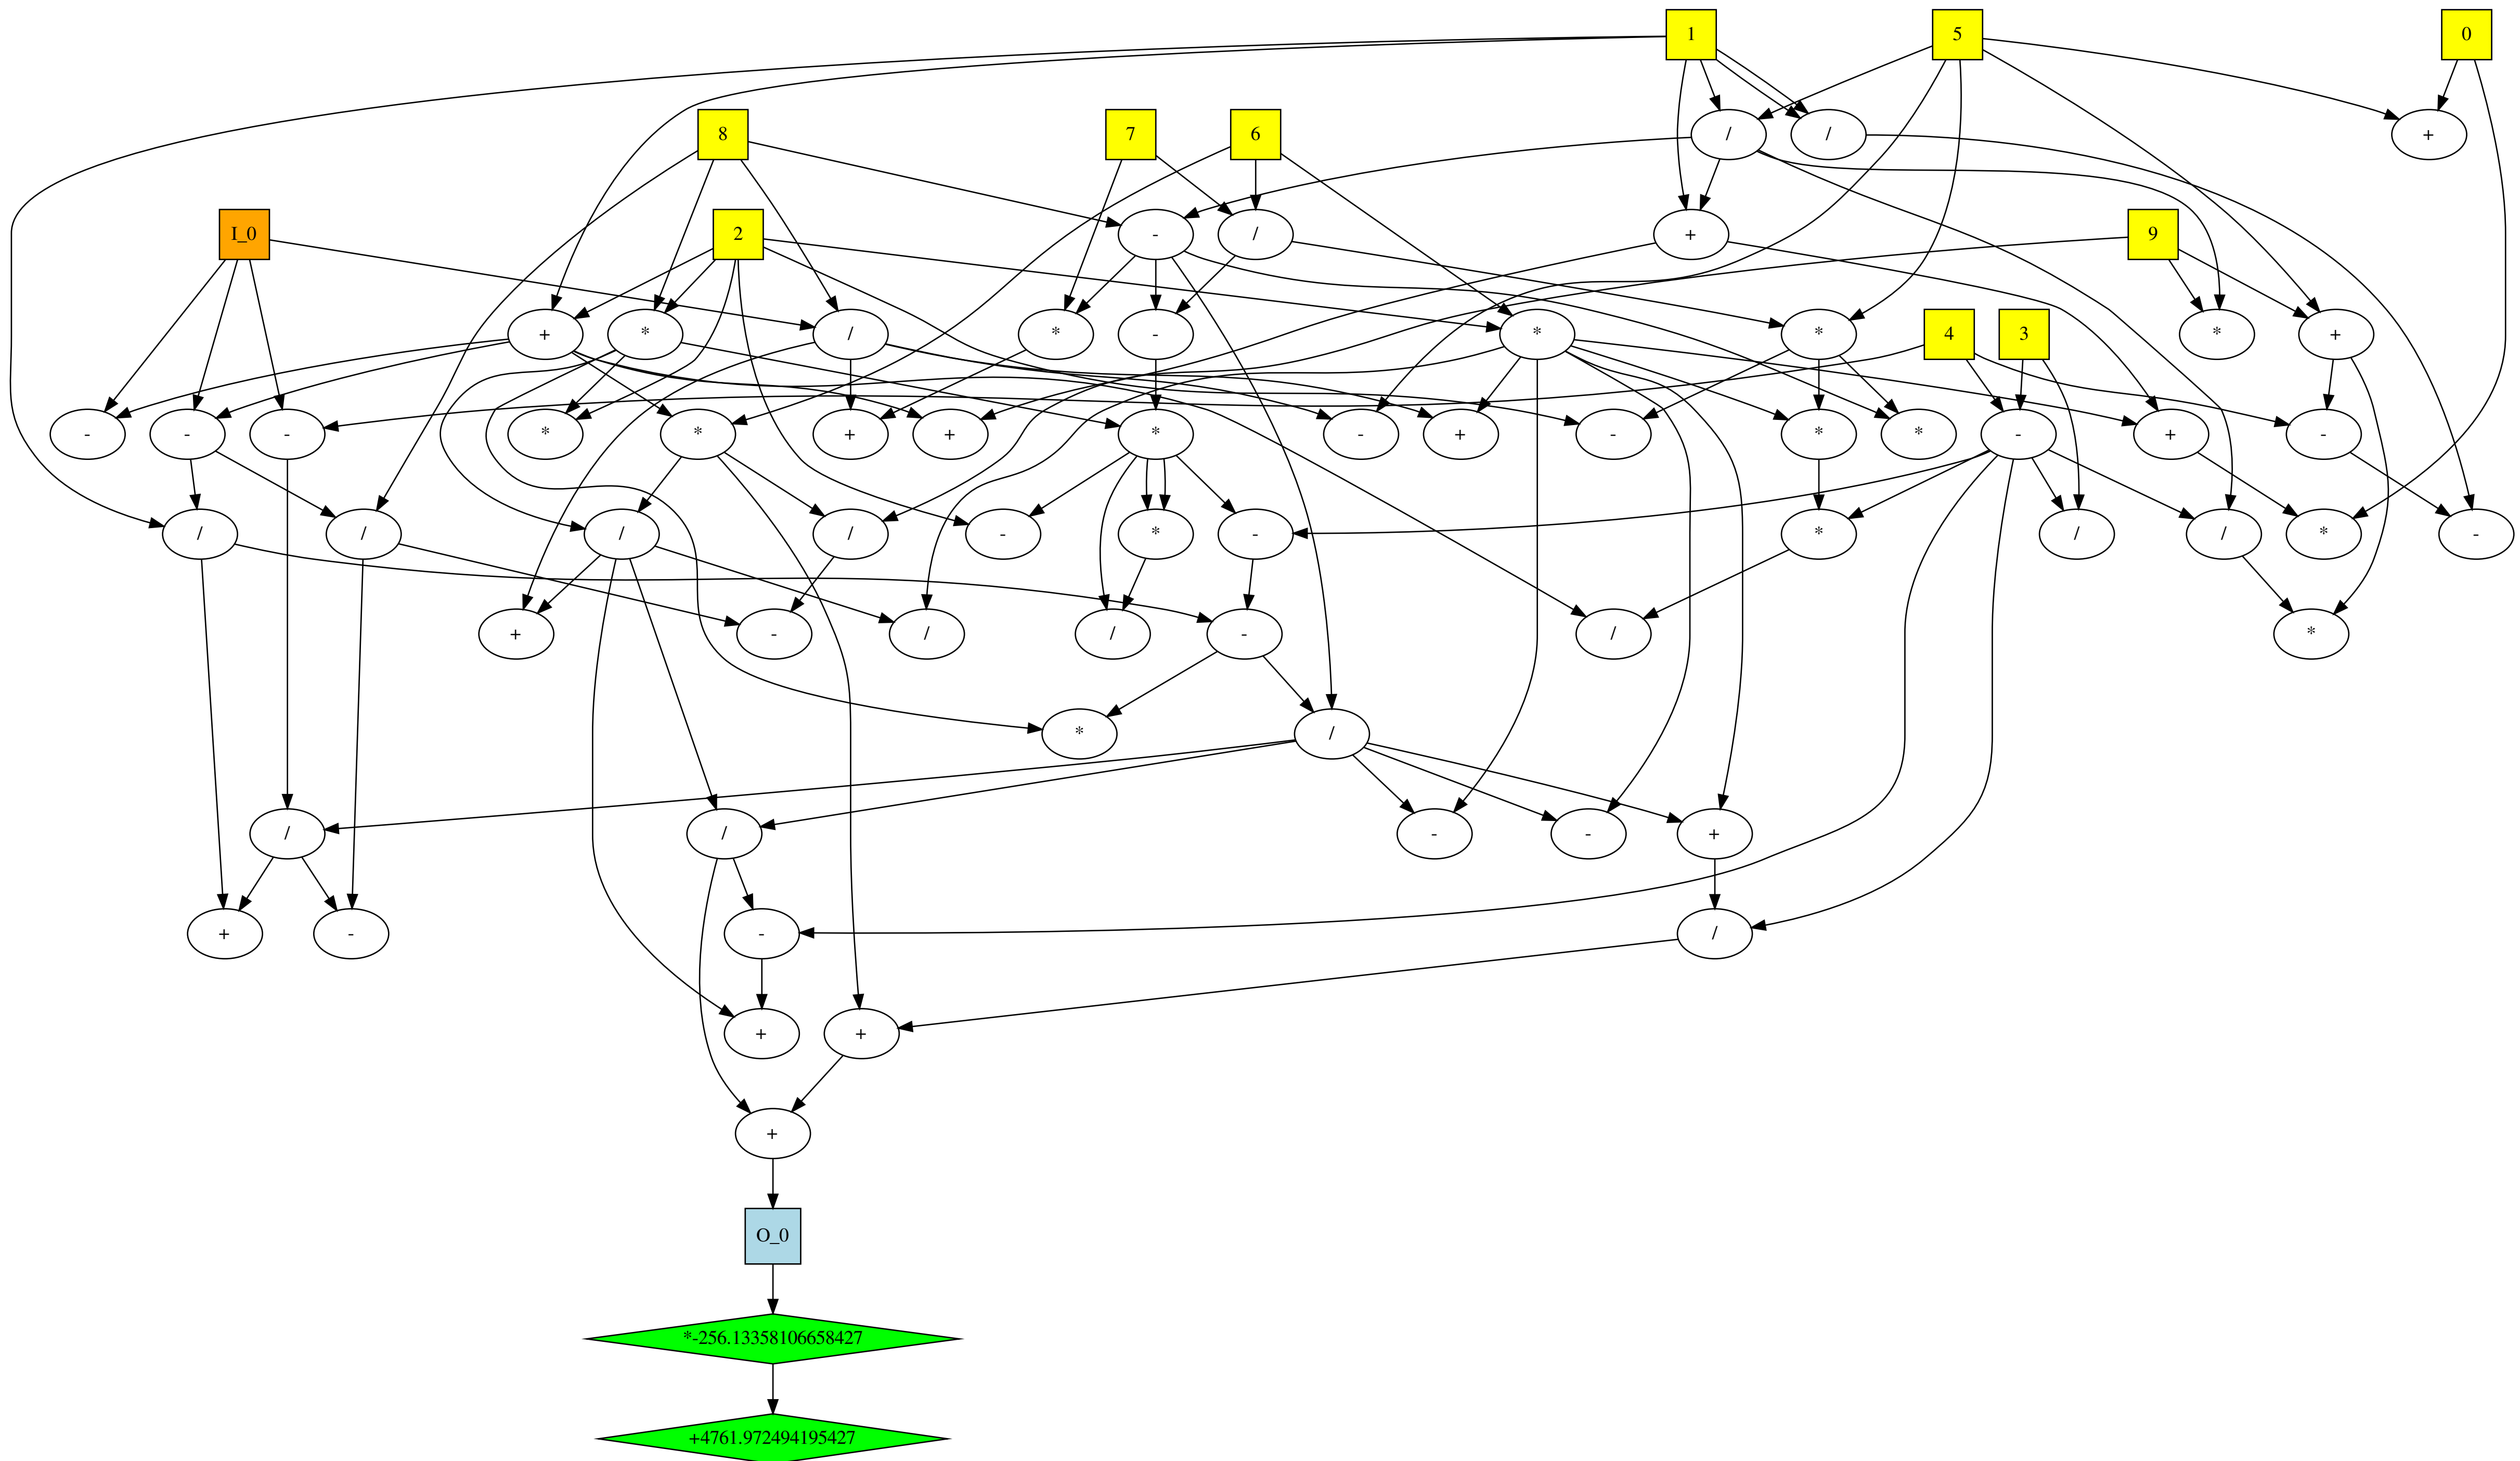 1 5 0
8 7 6 / / +
I_0 2 - / + 9
+ * / * - * * 4 3 * +
- - - * * + + * - + - * * - + -
/ / / / - * - * / / * -
+ - / / - / *
* /
/ / - - +
+ - - /
+ +
+
O_0
*-256.13358106658427
+4761.972494195427